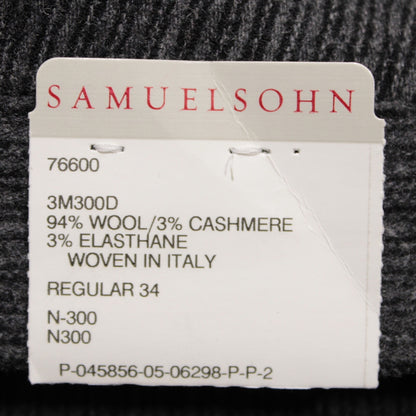 SAMUELSOHN
76600
3M300D
94% WOOL/3% CASHMERE
3% ELASTHANE
WOVEN IN ITALY
REGULAR 34
N-300
N300
P-045856-05-06298-P-P-2